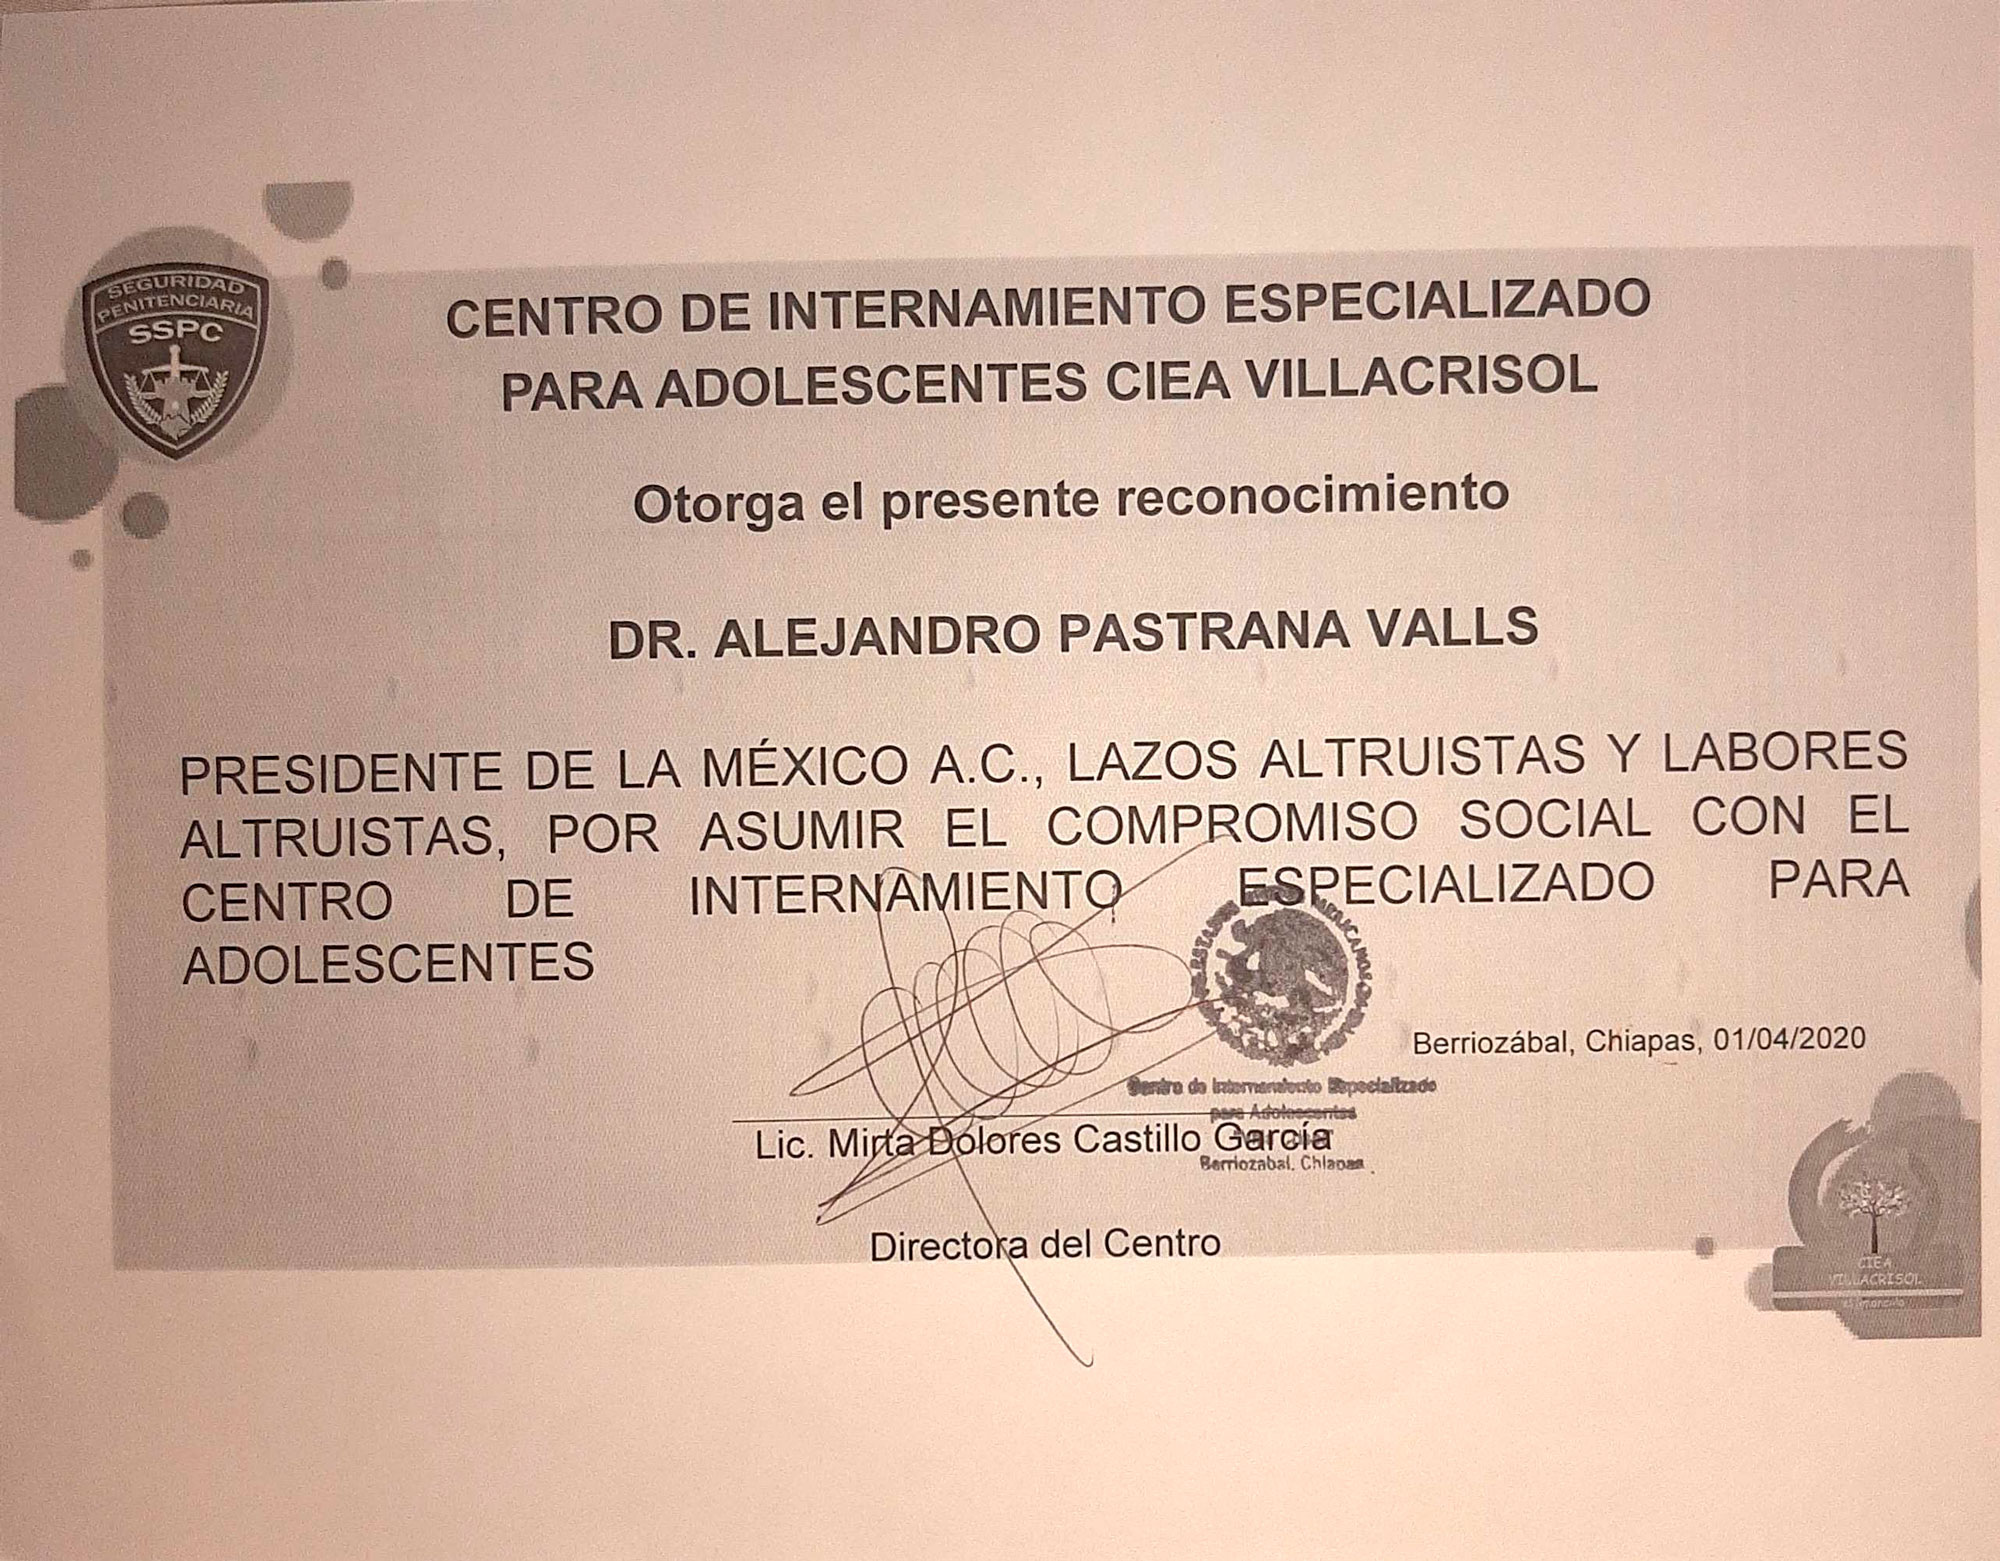 SEGURIDAD
PENITENCIARIA
SSPC
CENTRO DE INTERNAMIENTO ESPECIALIZADO
PARA ADOLESCENTES CIEA VILLACRISOL
Otorga el presente reconocimiento
DR. ALEJANDRO PASTRANA VALLS
PRESIDENTE DE LA MÉXICO A.C., LAZOS ALTRUISTAS Y LABORES
ALTRUISTAS, POR ASUMIR EL COMPROMISO SOCIAL CON EL
CENTRO DE INTERNAMIENTO ESPECIALIZADO PARA
ADOLESCENTES
Berriozábal, Chiapas, 01/04/2020
Centro de Internamiento Especializado
para Adolescentes
Lic. Mirta Dolores Castillo García
Berriozabal, Chiapas
Directora del Centro
CIEA
VILLACRISOL